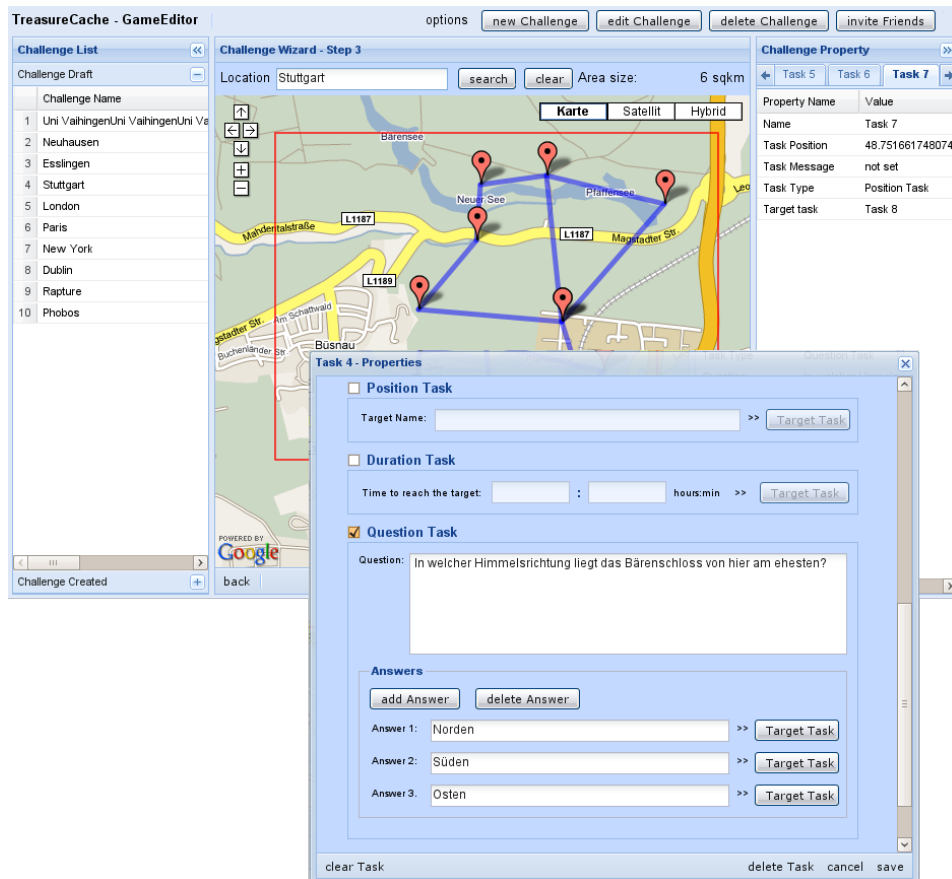 TreasureCache - GameEditor
options new Challenge edit Challenge delete Challenge invite Friends
Challenge List
Challenge Draft
Challenge Name
1 Uni VaihingenUni VaihingenUni Va
2 Neuhausen
3 Esslingen
4 Stuttgart
5 London
6 Paris
7 New York
8 Dublin
9 Rapture
10 Phobos
Challenge Created
Challenge Wizard - Step 3
Location Stuttgart search clear Area size: 6 sqkm
Karte Satellit Hybrid
Bärensee
Neuer See
Pfaffensee
Leo
L1187
Mahdentalstraße
L1187
Magstadter Str.
L1189
Am Schattwald
gstadter Str.
Büsnau
Buchenländer Str.
POWERED BY
Google
back
Challenge Property
Task 5 Task 6 Task 7
Property Name Value
Name Task 7
Task Position 48.751661748074
Task Message not set
Task Type Position Task
Target task Task 8
Task Type Question Task
Task 4 - Properties
Position Task
Target Name: >> Target Task
Duration Task
Time to reach the target: : hours:min >> Target Task
Question Task
Question: In welcher Himmelsrichtung liegt das Bärenschloss von hier am ehesten?
Answers
add Answer delete Answer
Answer 1: Norden >> Target Task
Answer 2: Süden >> Target Task
Answer 3. Osten >> Target Task
clear Task delete Task cancel save